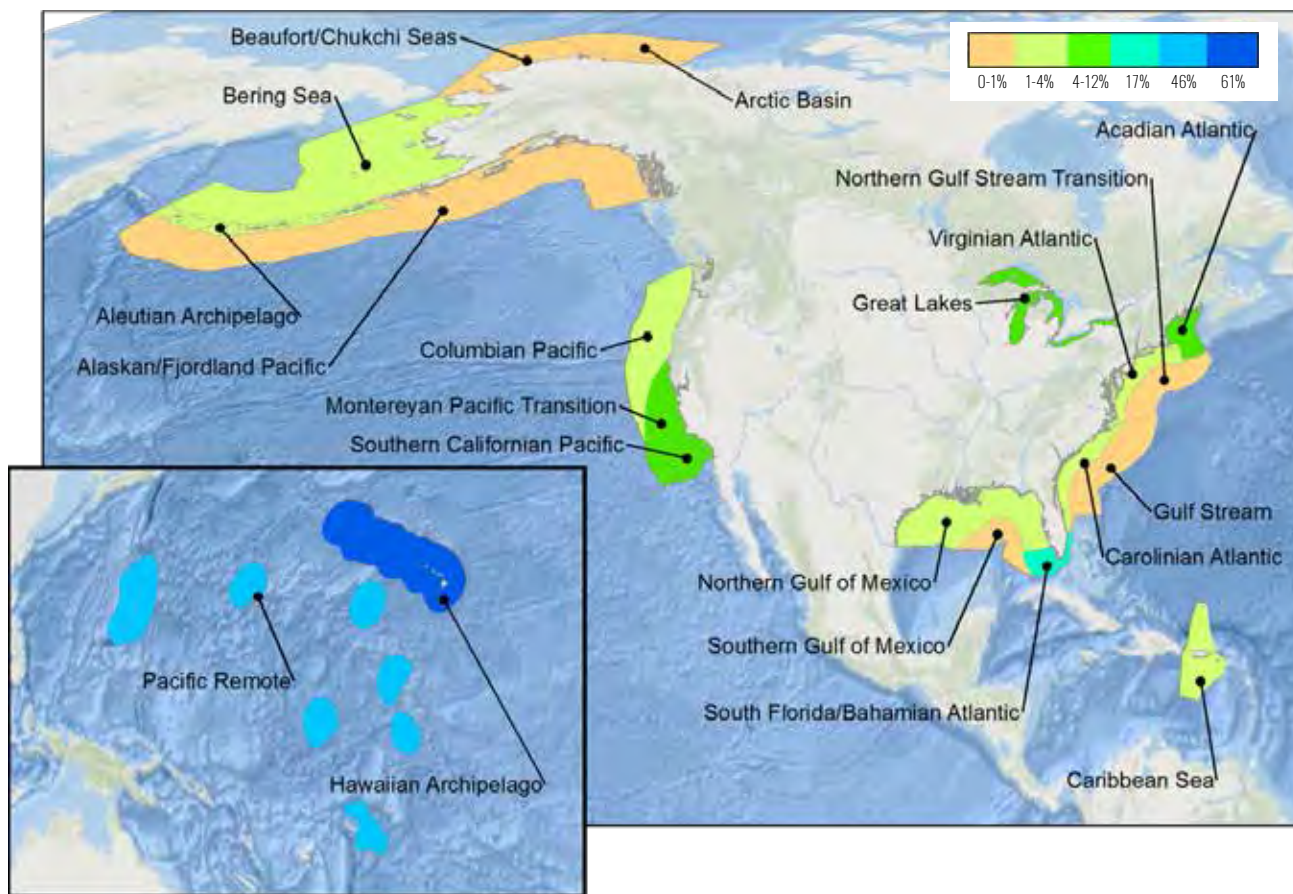 Beaufort/Chukchi Seas
0-1% 1-4% 4-12% 17% 46% 61%
Bering Sea
Arctic Basin
Acadian Atlantic
Northern Gulf Stream Transition
Virginian Atlantic
Great Lakes
Aleutian Archipelago
Columbian Pacific
Alaskan/Fjordland Pacific
Montereyan Pacific Transition
Southern Californian Pacific
Gulf Stream
Carolinian Atlantic
Northern Gulf of Mexico
Southern Gulf of Mexico
Pacific Remote
South Florida/Bahamian Atlantic
Hawaiian Archipelago
Caribbean Sea